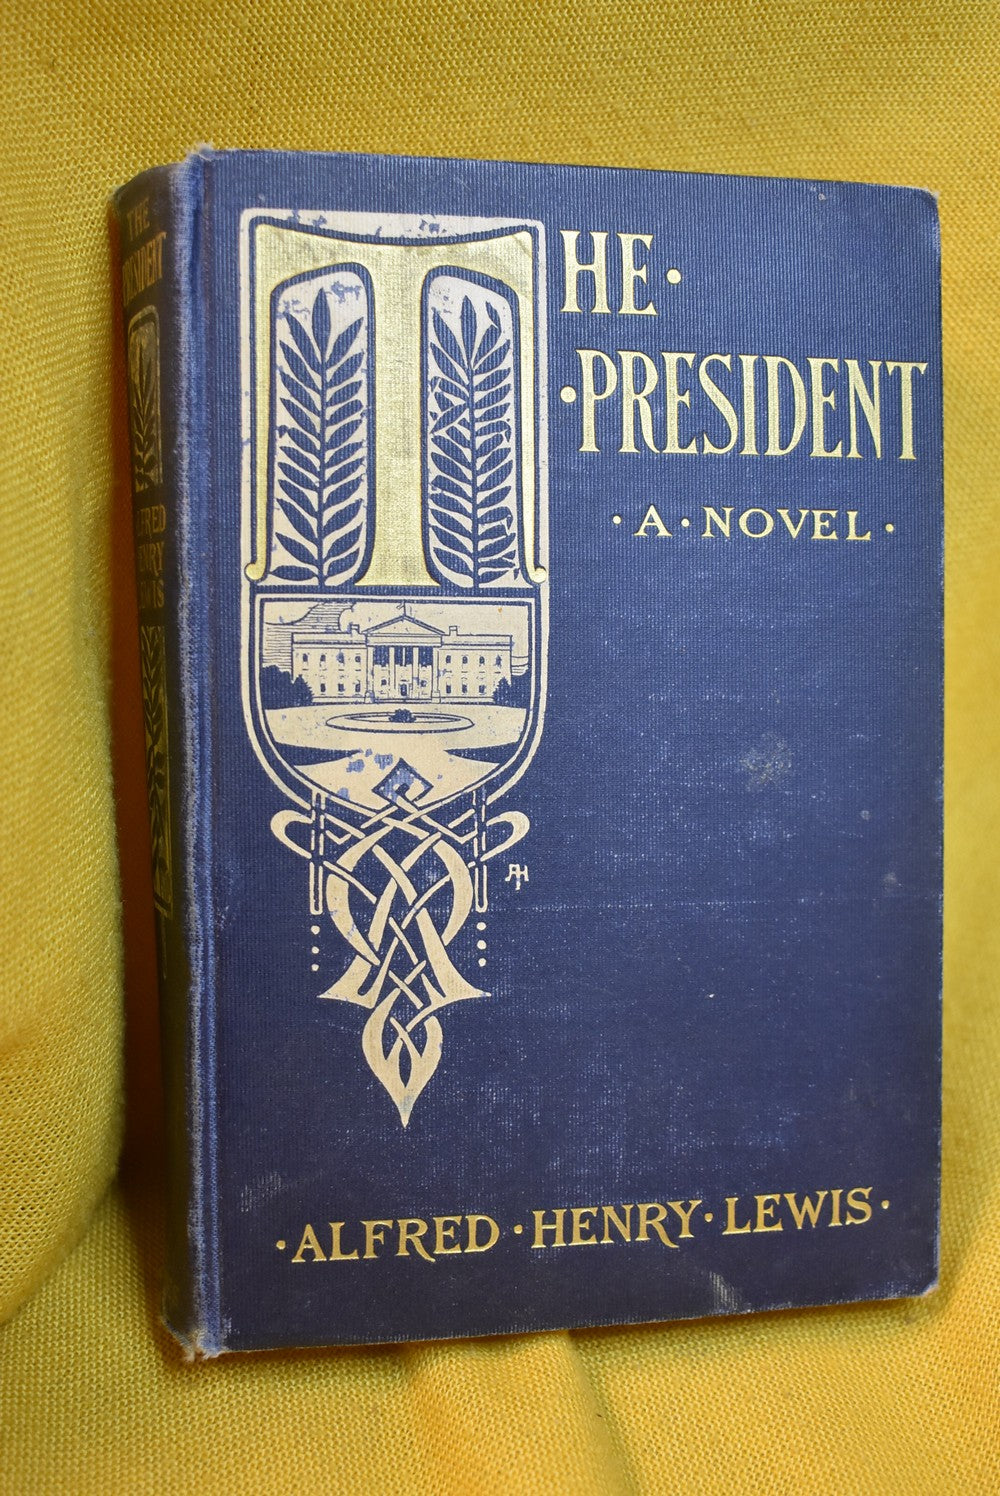 THE·
·PRESIDENT
·A·NOVEL·
AH
·ALFRED·HENRY·LEWIS·
THE
PRESIDENT
ALFRED
HENRY
LEWIS